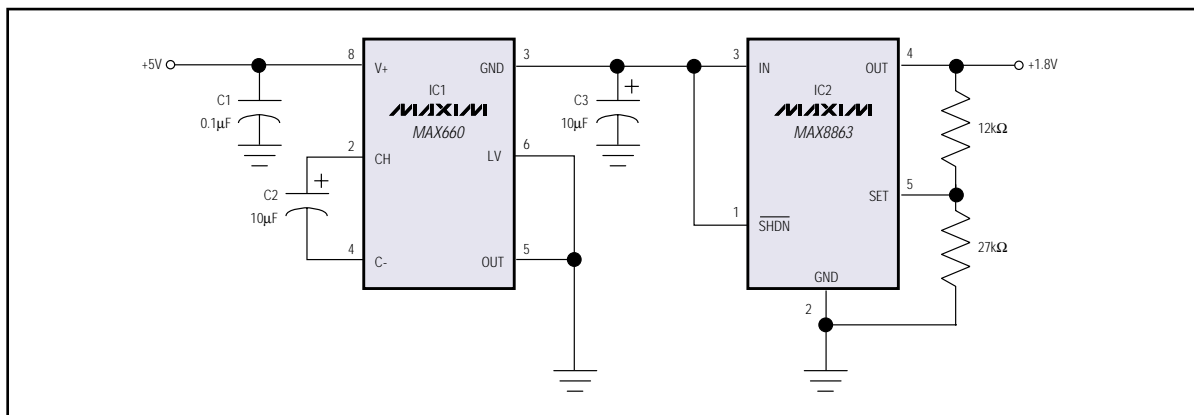 +5V
8
V+
GND
3
C1
0.1µF
IC1
MAXIM
MAX660
2
CH
LV
6
C2
10µF
+
4
C-
OUT
5
C3
10µF
+
3
IN
OUT
4
+1.8V
IC2
MAXIM
MAX8863
12kΩ
SET
5
1
SHDN
27kΩ
GND
2